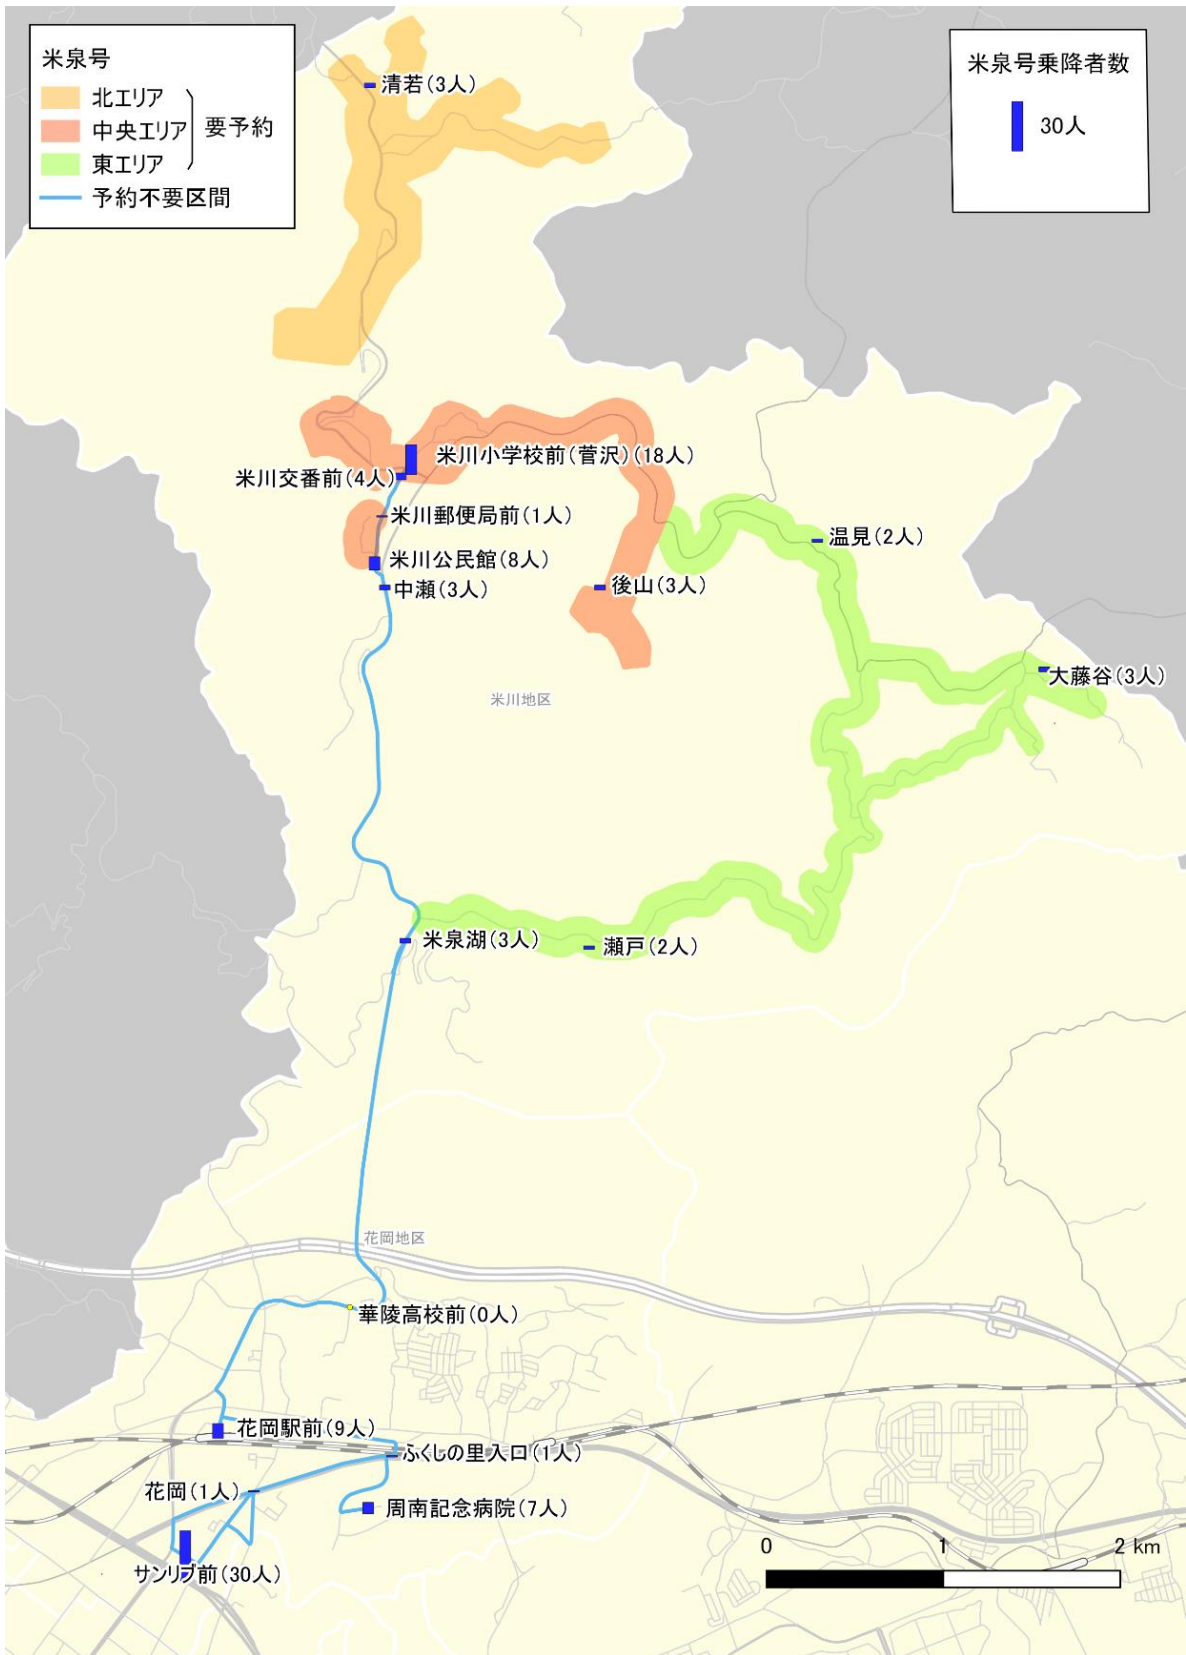 米泉号
北エリア
中央エリア
東エリア
要予約
予約不要区間
米泉号乗降者数
30人
清若(3人)
米川小学校前(菅沢)(18人)
米川交番前(4人)
米川郵便局前(1人)
米川公民館(8人)
中瀬(3人)
温見(2人)
後山(3人)
大藤谷(3人)
米川地区
米泉湖(3人)
瀬戸(2人)
花岡地区
華陵高校前(0人)
花岡駅前(9人)
ふくしの里入口(1人)
花岡(1人)
周南記念病院(7人)
サンリブ前(30人)
0 1 2 km